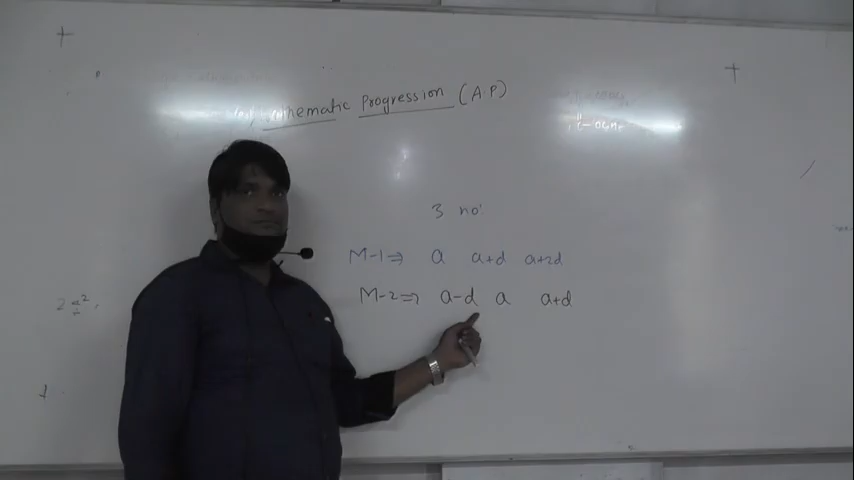 Progression (A.P)
3 no'
M-1⇒ a a+d a+2d
M-2⇒ a-d a a+d